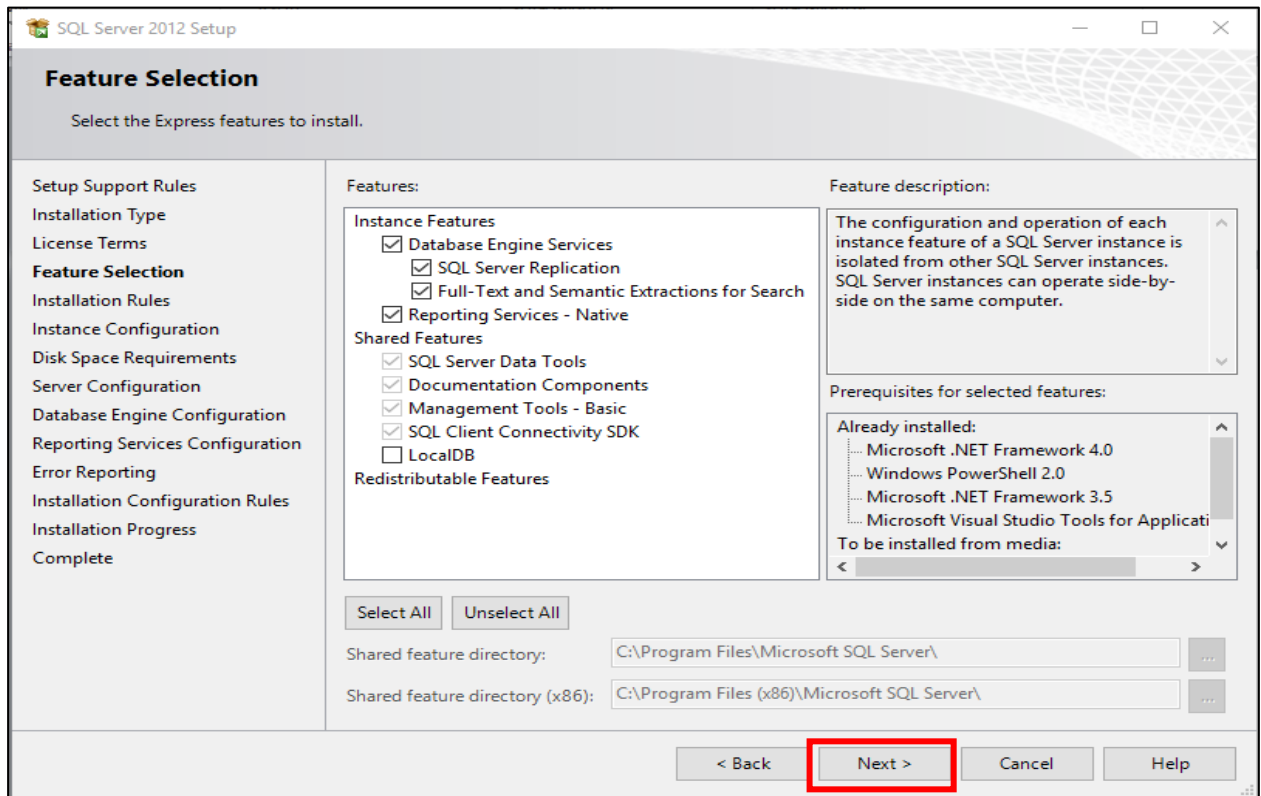 SQL Server 2012 Setup
Feature Selection
Select the Express features to install.
Setup Support Rules
Installation Type
License Terms
Feature Selection
Installation Rules
Instance Configuration
Disk Space Requirements
Server Configuration
Database Engine Configuration
Reporting Services Configuration
Error Reporting
Installation Configuration Rules
Installation Progress
Complete
Features:
Instance Features
Database Engine Services
SQL Server Replication
Full-Text and Semantic Extractions for Search
Reporting Services - Native
Shared Features
SQL Server Data Tools
Documentation Components
Management Tools - Basic
SQL Client Connectivity SDK
LocalDB
Redistributable Features
Feature description:
The configuration and operation of each
instance feature of a SQL Server instance is
isolated from other SQL Server instances.
SQL Server instances can operate side-by-
side on the same computer.
Prerequisites for selected features:
Already installed:
Microsoft .NET Framework 4.0
Windows PowerShell 2.0
Microsoft .NET Framework 3.5
Microsoft Visual Studio Tools for Applicati
To be installed from media:
Select All
Unselect All
Shared feature directory:
C:\Program Files\Microsoft SQL Server\
...
Shared feature directory (x86):
C:\Program Files (x86)\Microsoft SQL Server\
...
< Back
Next >
Cancel
Help